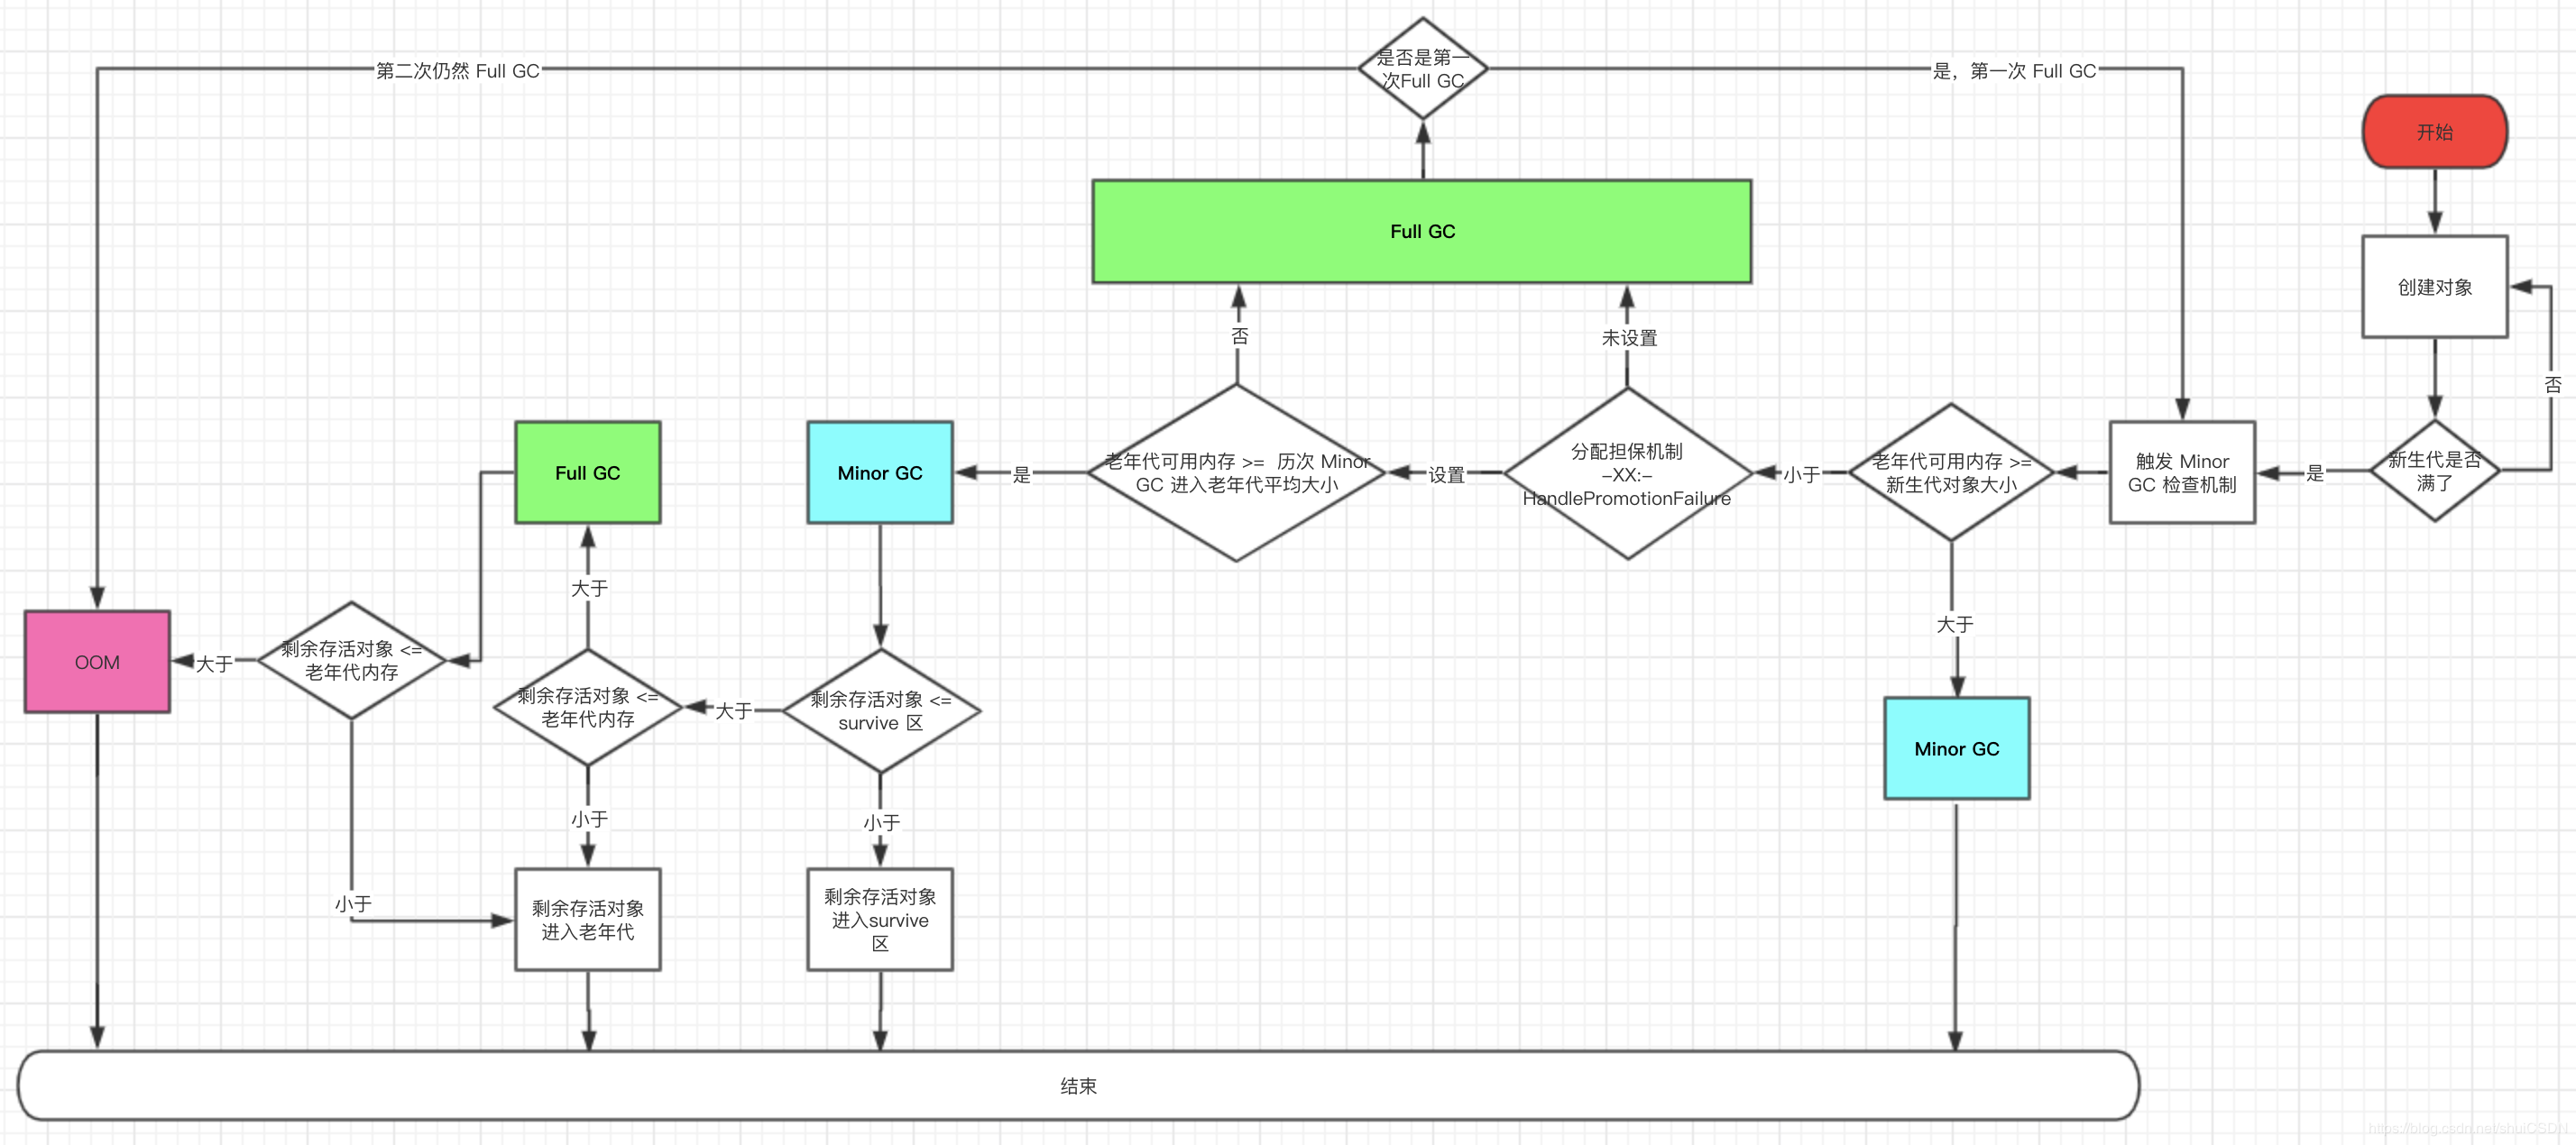 是否是第一
次Full GC
第二次仍然 Full GC
是，第一次 Full GC
开始
Full GC
创建对象
否
未设置
否
老年代可用内存 >= 历次 Minor
GC 进入老年代平均大小
分配担保机制
–XX:–
HandlePromotionFailure
老年代可用内存 >=
新生代对象大小
触发 Minor
GC 检查机制
新生代是否
满了
是
小于
设置
是
Minor GC
Full GC
大于
大于
剩余存活对象 <=
老年代内存
大于
OOM
剩余存活对象 <=
老年代内存
大于
剩余存活对象 <=
survive 区
Minor GC
小于
小于
小于
剩余存活对象
进入老年代
剩余存活对象
进入survive
区
结束
https://blog.csdn.net/shuiCSDN